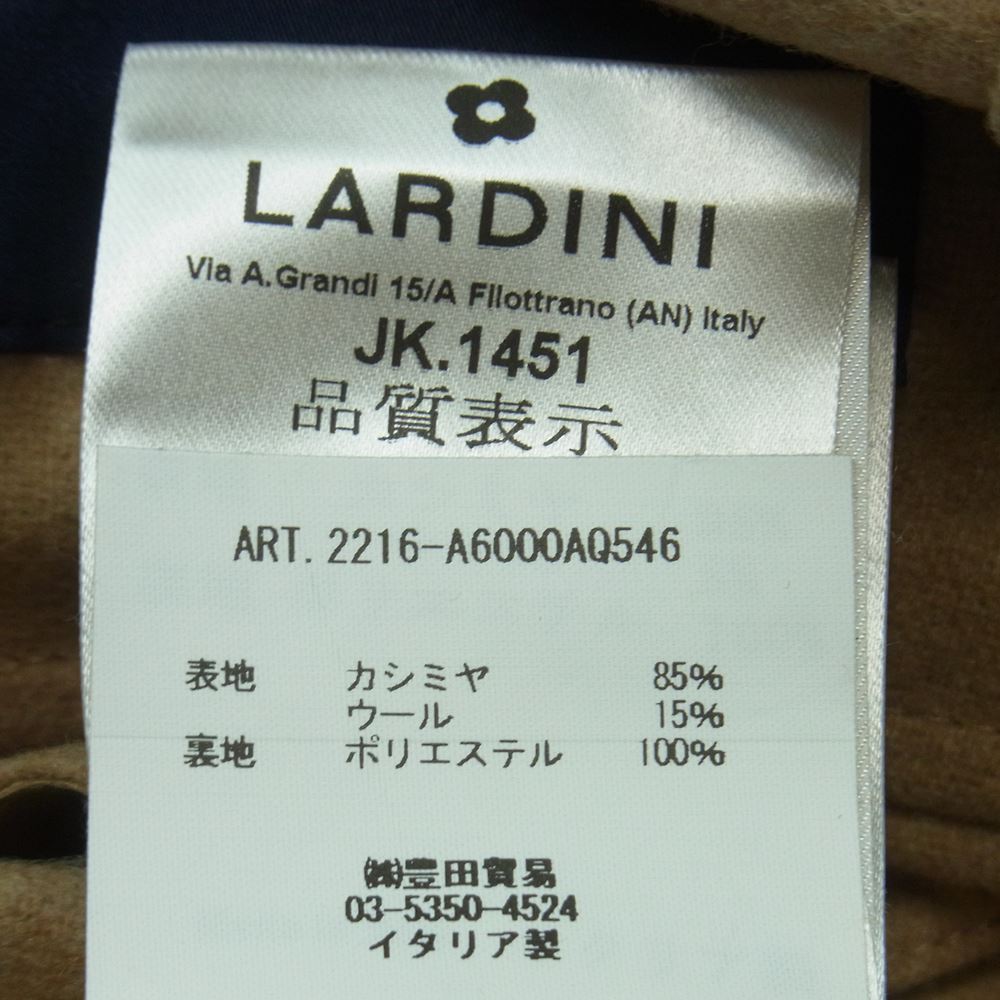 LARDINI
Via A.Grandi 15/A Filottrano (AN) Italy
JK.1451
品質表示
ART. 2216-A6000AQ546
表地 カシミヤ 85%
ウール 15%
裏地 ポリエステル 100%
㈱豊田貿易
03-5350-4524
イタリア製